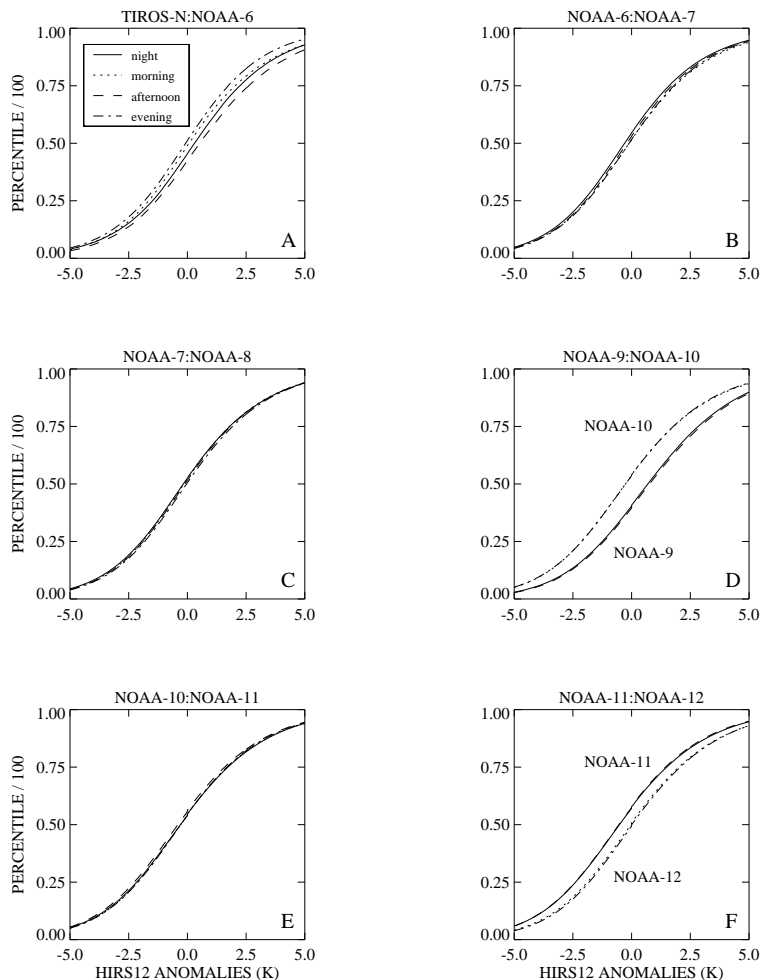 TIROS-N:NOAA-6
1.00
0.75
0.50
0.25
0.00
PERCENTILE / 100
night
morning
afternoon
evening
A
-5.0 -2.5 0.0 2.5 5.0
NOAA-6:NOAA-7
1.00
0.75
0.50
0.25
0.00
B
-5.0 -2.5 0.0 2.5 5.0
NOAA-7:NOAA-8
1.00
0.75
0.50
0.25
0.00
PERCENTILE / 100
C
-5.0 -2.5 0.0 2.5 5.0
NOAA-9:NOAA-10
1.00
0.75
0.50
0.25
0.00
NOAA-10
NOAA-9
D
-5.0 -2.5 0.0 2.5 5.0
NOAA-10:NOAA-11
1.00
0.75
0.50
0.25
0.00
PERCENTILE / 100
E
-5.0 -2.5 0.0 2.5 5.0
HIRS12 ANOMALIES (K)
NOAA-11:NOAA-12
1.00
0.75
0.50
0.25
0.00
NOAA-11
NOAA-12
F
-5.0 -2.5 0.0 2.5 5.0
HIRS12 ANOMALIES (K)